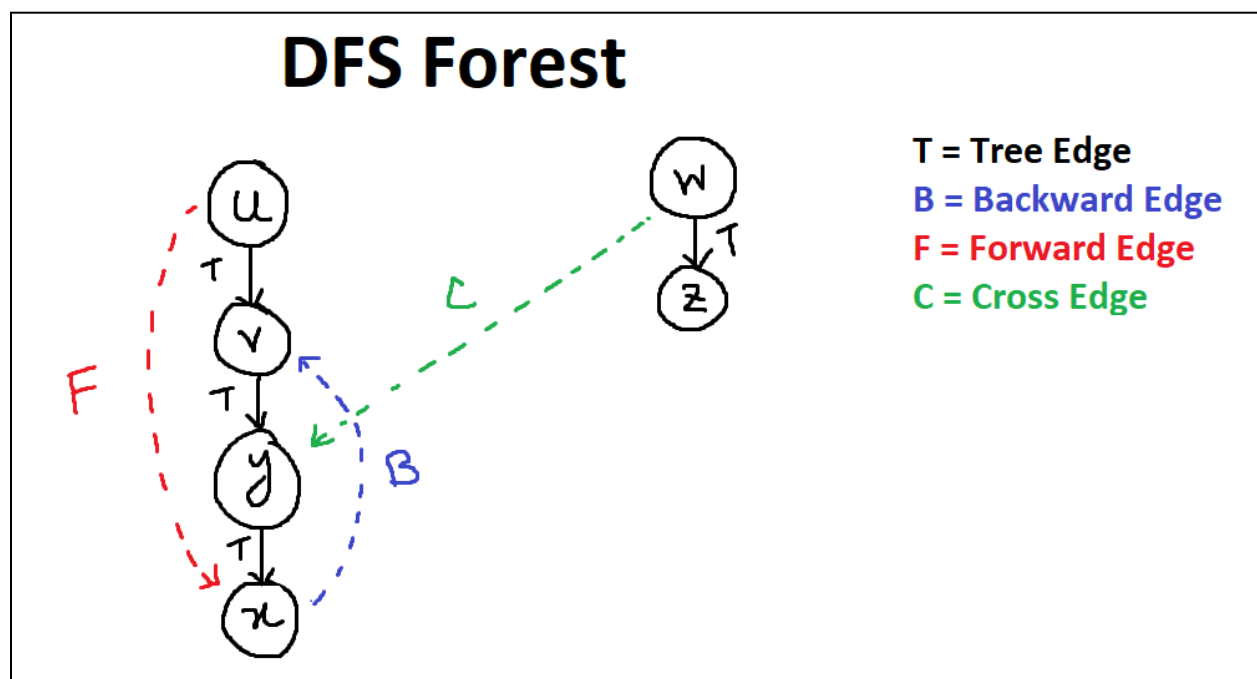 DFS Forest
T = Tree Edge
B = Backward Edge
F = Forward Edge
C = Cross Edge
u
w
T
T
z
C
v
F
T
y
B
T
x